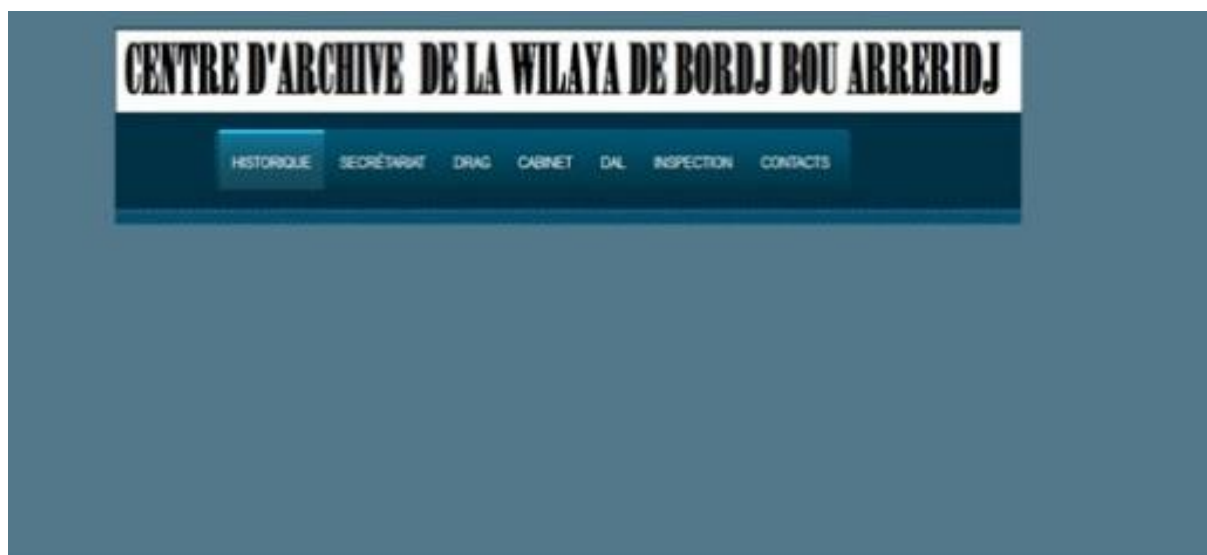 CENTRE D'ARCHIVE DE LA WILAYA DE BORDJ BOU ARRERIDJ
HISTORIQUE SECRÉTARIAT DRAG CABINET DAL INSPECTION CONTACTS